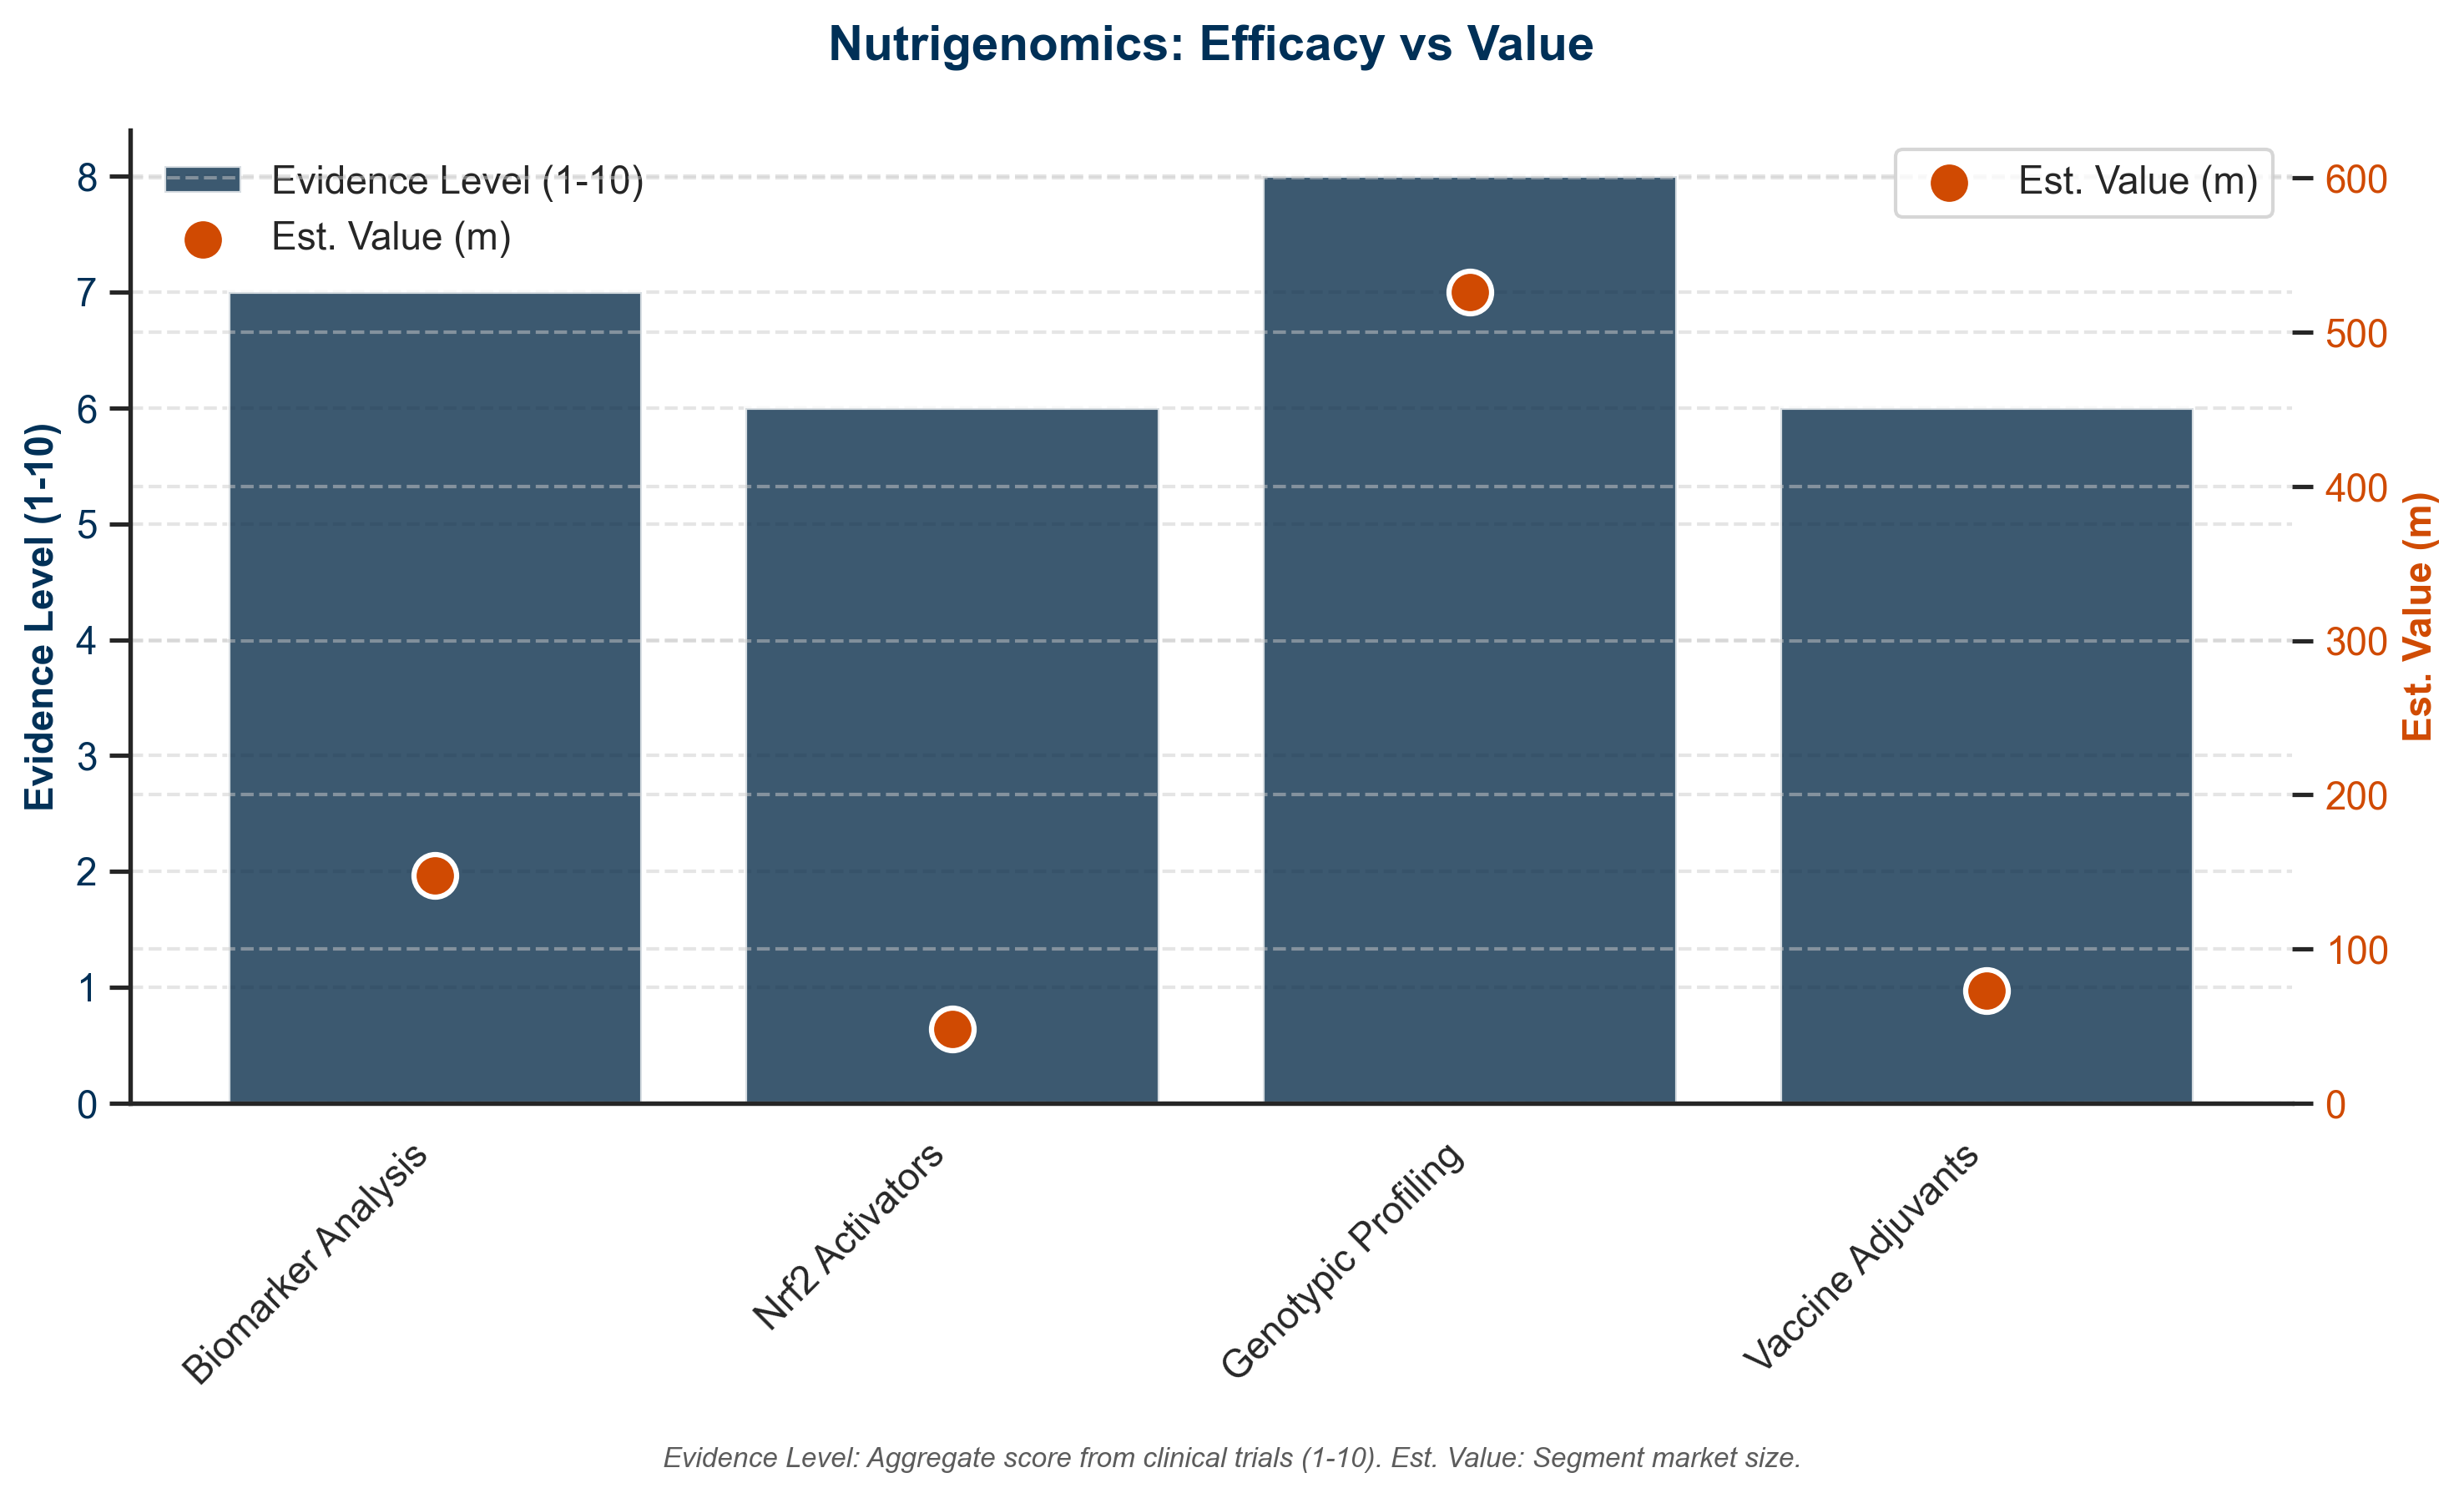 Nutrigenomics: Efficacy vs Value
Evidence Level (1-10)
Est. Value (m)
Est. Value (m)
Evidence Level (1-10)
8
7
6
5
4
3
2
1
0
600
500
400
300
200
100
0
Est. Value (m)
Biomarker Analysis
Nrf2 Activators
Genotypic Profiling
Vaccine Adjuvants
Evidence Level: Aggregate score from clinical trials (1-10). Est. Value: Segment market size.